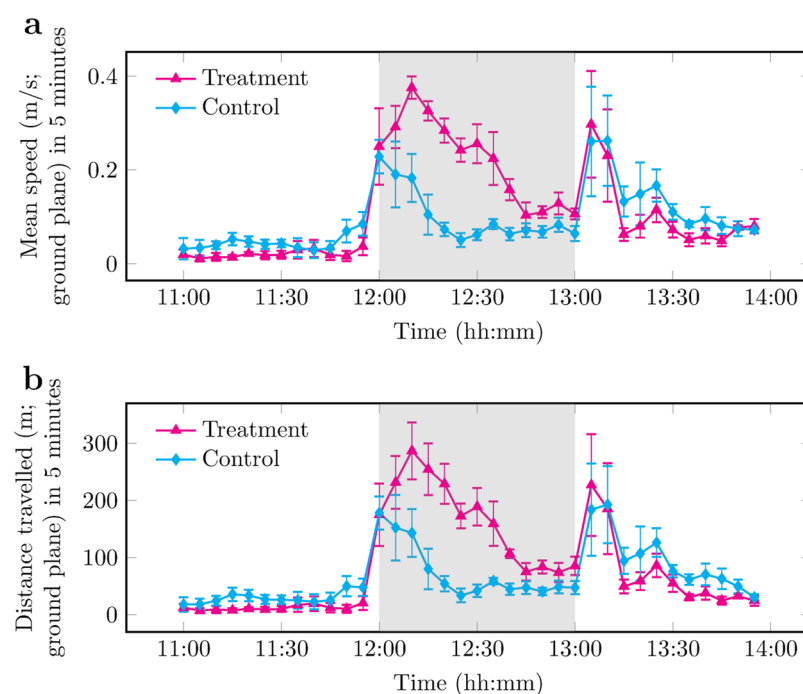 a
Mean speed (m/s;
ground plane) in 5 minutes
0.4
0.2
0
Treatment
Control
11:00 11:30 12:00 12:30 13:00 13:30 14:00
Time (hh:mm)
b
Distance travelled (m;
ground plane) in 5 minutes
300
200
100
0
Treatment
Control
11:00 11:30 12:00 12:30 13:00 13:30 14:00
Time (hh:mm)